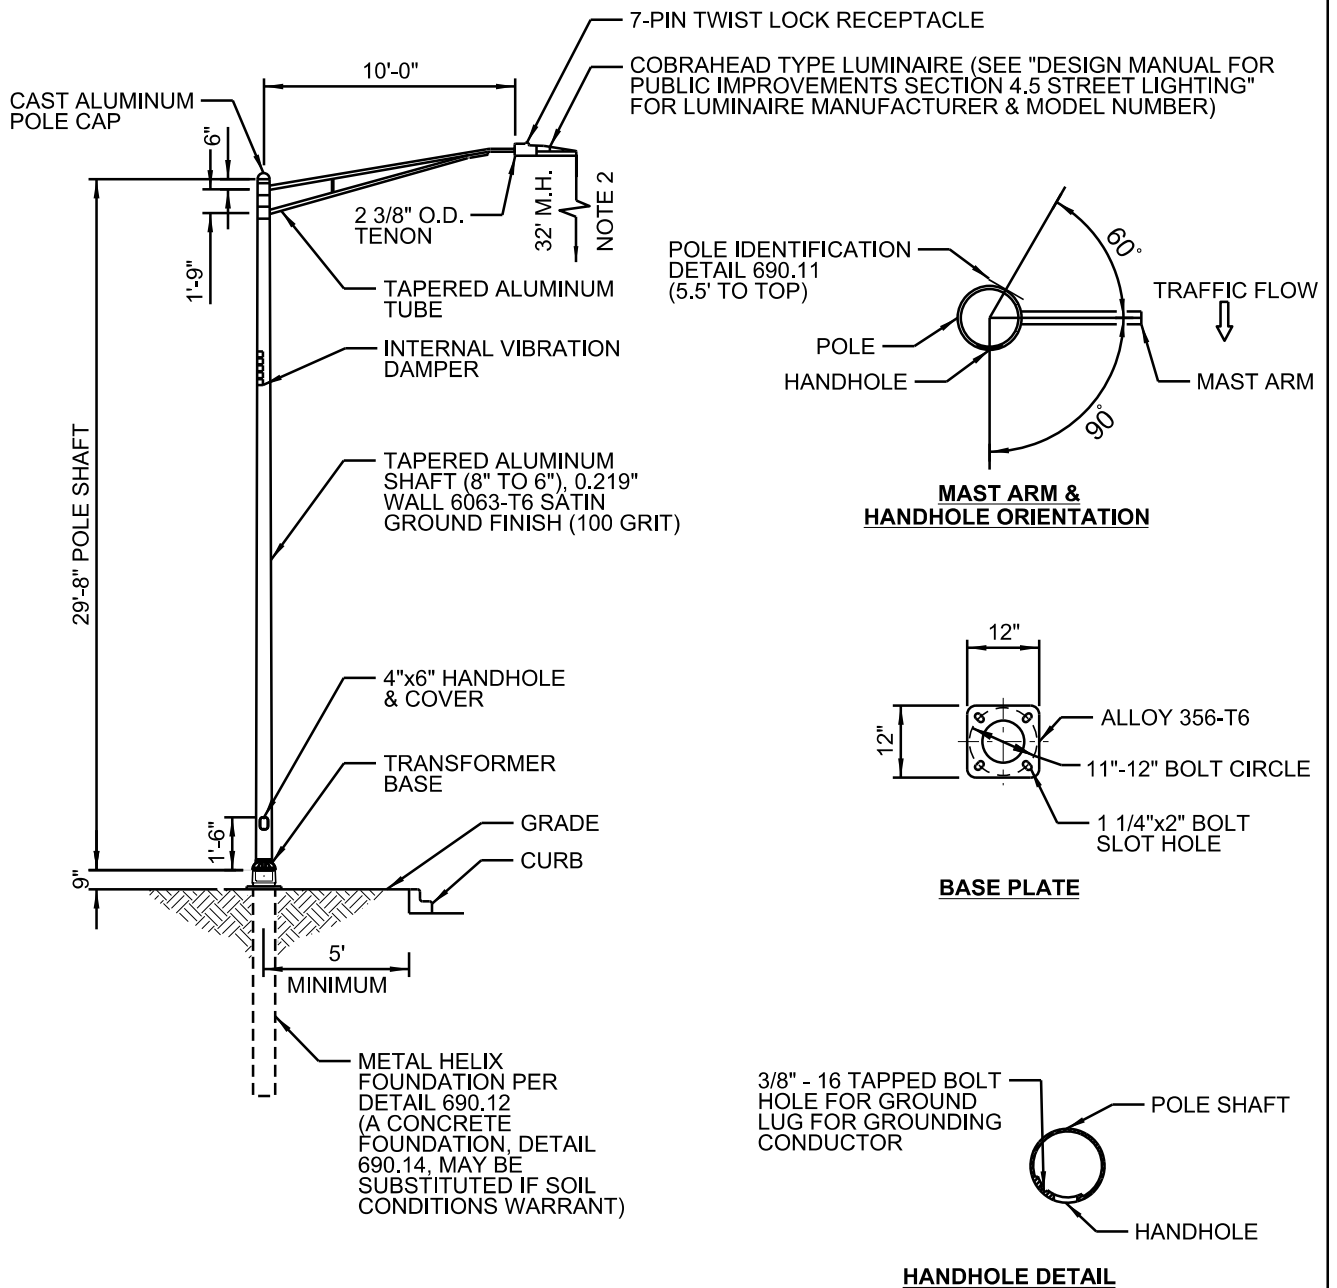 7-PIN TWIST LOCK RECEPTACLE
10'-0"
COBRAHEAD TYPE LUMINAIRE (SEE "DESIGN MANUAL FOR
PUBLIC IMPROVEMENTS SECTION 4.5 STREET LIGHTING"
FOR LUMINAIRE MANUFACTURER & MODEL NUMBER)
CAST ALUMINUM
POLE CAP
6"
2 3/8" O.D.
TENON
32' M.H.
NOTE 2
1'-9"
TAPERED ALUMINUM
TUBE
INTERNAL VIBRATION
DAMPER
29'-8" POLE SHAFT
TAPERED ALUMINUM
SHAFT (8" TO 6"), 0.219"
WALL 6063-T6 SATIN
GROUND FINISH (100 GRIT)
4"x6" HANDHOLE
& COVER
TRANSFORMER
BASE
1'-6"
GRADE
CURB
9"
5'
MINIMUM
METAL HELIX
FOUNDATION PER
DETAIL 690.12
(A CONCRETE
FOUNDATION, DETAIL
690.14, MAY BE
SUBSTITUTED IF SOIL
CONDITIONS WARRANT)
POLE IDENTIFICATION
DETAIL 690.11
(5.5' TO TOP)
60°
TRAFFIC FLOW
POLE
HANDHOLE
MAST ARM
90°
MAST ARM &
HANDHOLE ORIENTATION
12"
12"
ALLOY 356-T6
11"-12" BOLT CIRCLE
1 1/4"x2" BOLT
SLOT HOLE
BASE PLATE
3/8" - 16 TAPPED BOLT
HOLE FOR GROUND
LUG FOR GROUNDING
CONDUCTOR
POLE SHAFT
HANDHOLE
HANDHOLE DETAIL